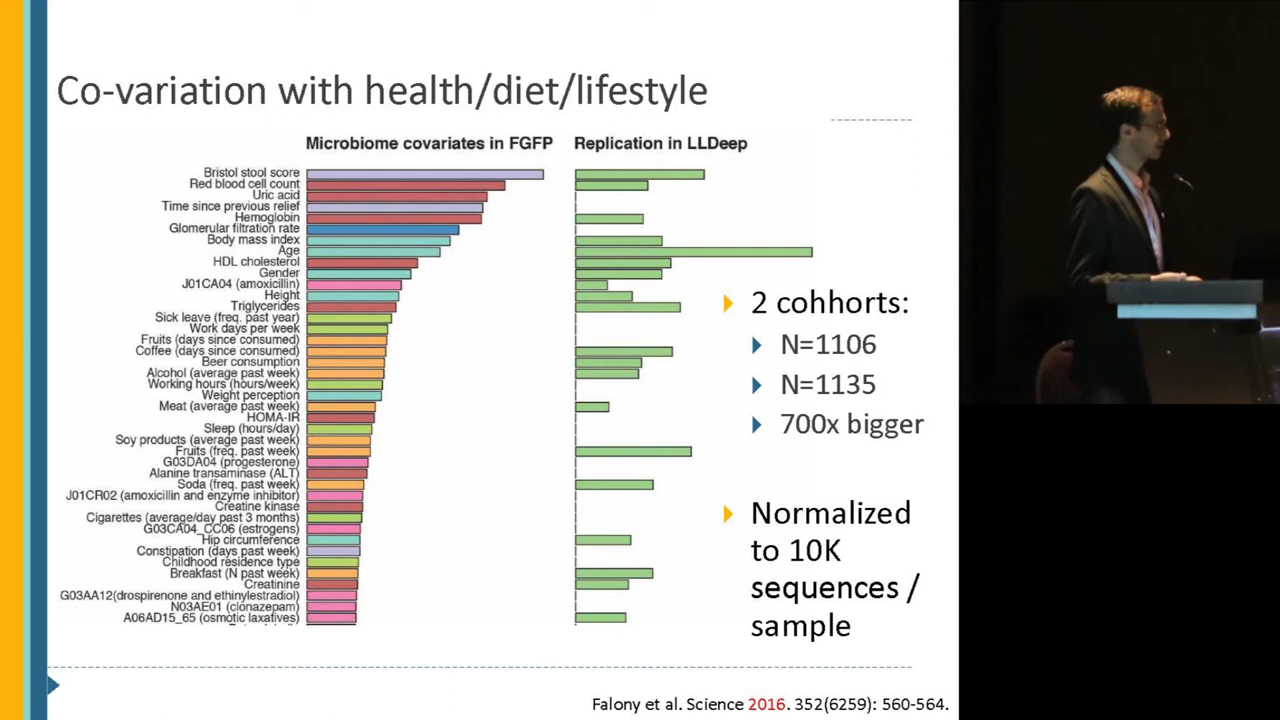 Co-variation with health/diet/lifestyle
Microbiome covariates in FGFP
Replication in LLDeep
Bristol stool score
Red blood cell count
Uric acid
Time since previous relief
Hemoglobin
Glomerular filtration rate
Body mass index
Age
HDL cholesterol
Gender
J01CA04 (amoxicillin)
Height
Triglycerides
Sick leave (freq. past year)
Work days per week
Fruits (days since consumed)
Coffee (days since consumed)
Beer consumption
Alcohol (average past week)
Working hours (hours/week)
Weight perception
Meat (average past week)
HOMA-IR
Sleep (hours/day)
Soy products (average past week)
Fruits (freq. past week)
G03DA04 (progesterone)
Alanine transaminase (ALT)
Soda (freq. past week)
J01CR02 (amoxicillin and enzyme inhibitor)
Creatine kinase
Cigarettes (average/day past 3 months)
G03CA04_CC06 (estrogens)
Hip circumference
Constipation (days past week)
Childhood residence type
Breakfast (N past week)
Creatinine
G03AA12(drospirenone and ethinylestradiol)
N03AE01 (clonazepam)
A06AD15_65 (osmotic laxatives)
2 cohhorts:
N=1106
N=1135
700x bigger
Normalized
to 10K
sequences /
sample
Falony et al. Science 2016. 352(6259): 560-564.